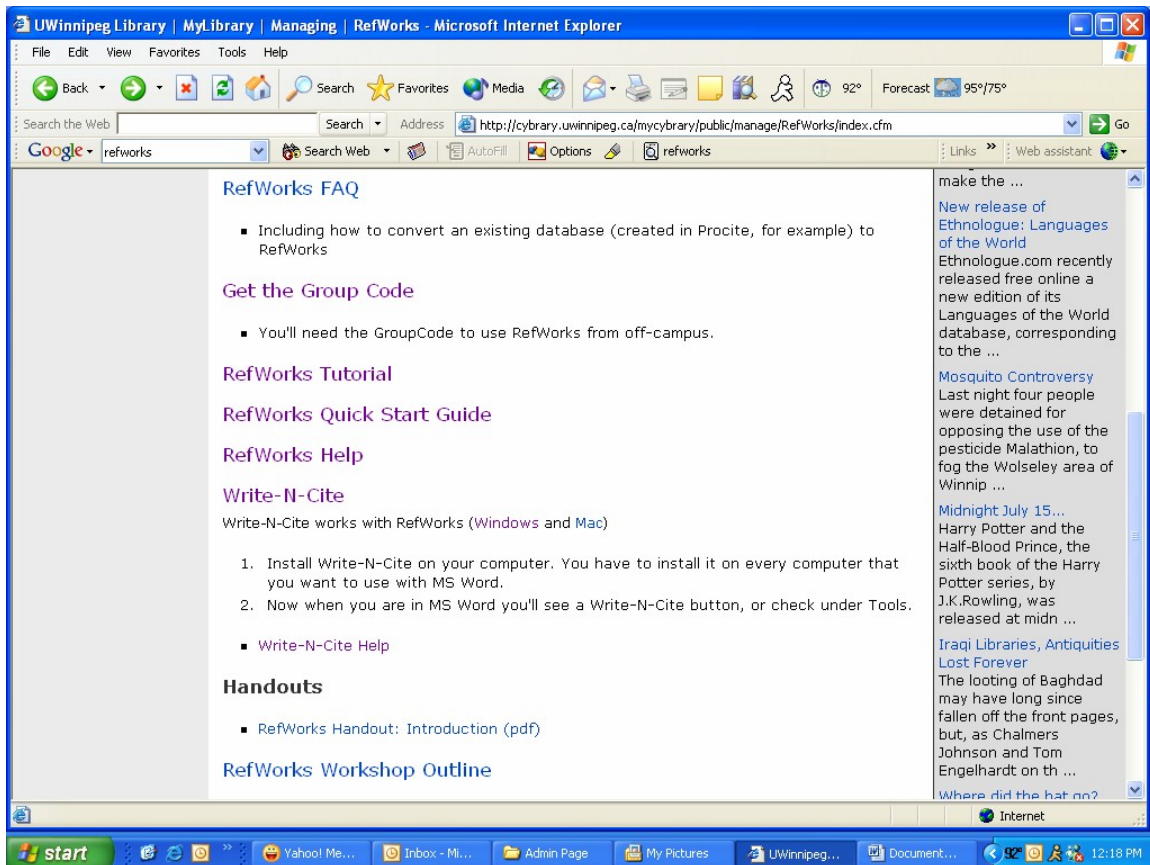 UWinnipeg Library | MyLibrary | Managing | RefWorks - Microsoft Internet Explorer
File Edit View Favorites Tools Help
Back Search Favorites Media 92° Forecast 95°/75°
Search the Web Search Address http://cybrary.uwinnipeg.ca/mycybrary/public/manage/RefWorks/index.cfm Go
Google refworks Search Web AutoFill Options refworks Links » Web assistant
RefWorks FAQ
Including how to convert an existing database (created in Procite, for example) to
RefWorks
Get the Group Code
You'll need the GroupCode to use RefWorks from off-campus.
RefWorks Tutorial
RefWorks Quick Start Guide
RefWorks Help
Write-N-Cite
Write-N-Cite works with RefWorks (Windows and Mac)
1. Install Write-N-Cite on your computer. You have to install it on every computer that
you want to use with MS Word.
2. Now when you are in MS Word you'll see a Write-N-Cite button, or check under Tools.
Write-N-Cite Help
Handouts
RefWorks Handout: Introduction (pdf)
RefWorks Workshop Outline
make the ...
New release of
Ethnologue: Languages
of the World
Ethnologue.com recently
released free online a
new edition of its
Languages of the World
database, corresponding
to the ...
Mosquito Controversy
Last night four people
were detained for
opposing the use of the
pesticide Malathion, to
fog the Wolseley area of
Winnip ...
Midnight July 15...
Harry Potter and the
Half-Blood Prince, the
sixth book of the Harry
Potter series, by
J.K.Rowling, was
released at midn ...
Iraqi Libraries, Antiquities
Lost Forever
The looting of Baghdad
may have long since
fallen off the front pages,
but, as Chalmers
Johnson and Tom
Engelhardt on th ...
Where did the hat go?
Internet
start » Yahoo! Me... Inbox - Mi... Admin Page My Pictures UWinnipeg... Document... 92° 12:18 PM